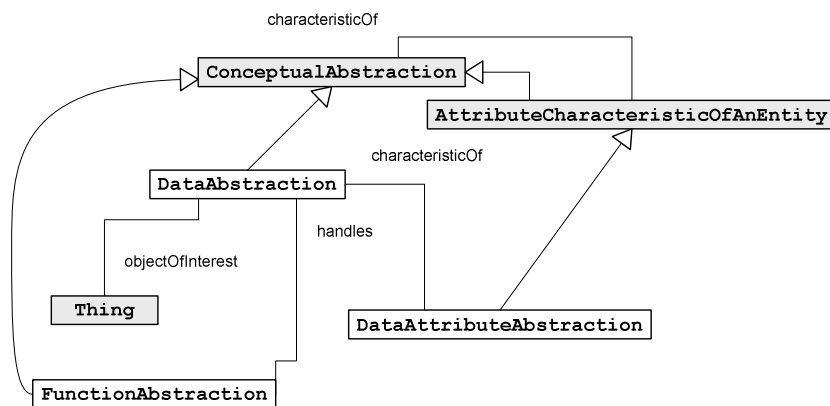 characteristicOf
ConceptualAbstraction
AttributeCharacteristicOfAnEntity
characteristicOf
DataAbstraction
handles
objectOfInterest
Thing
DataAttributeAbstraction
FunctionAbstraction